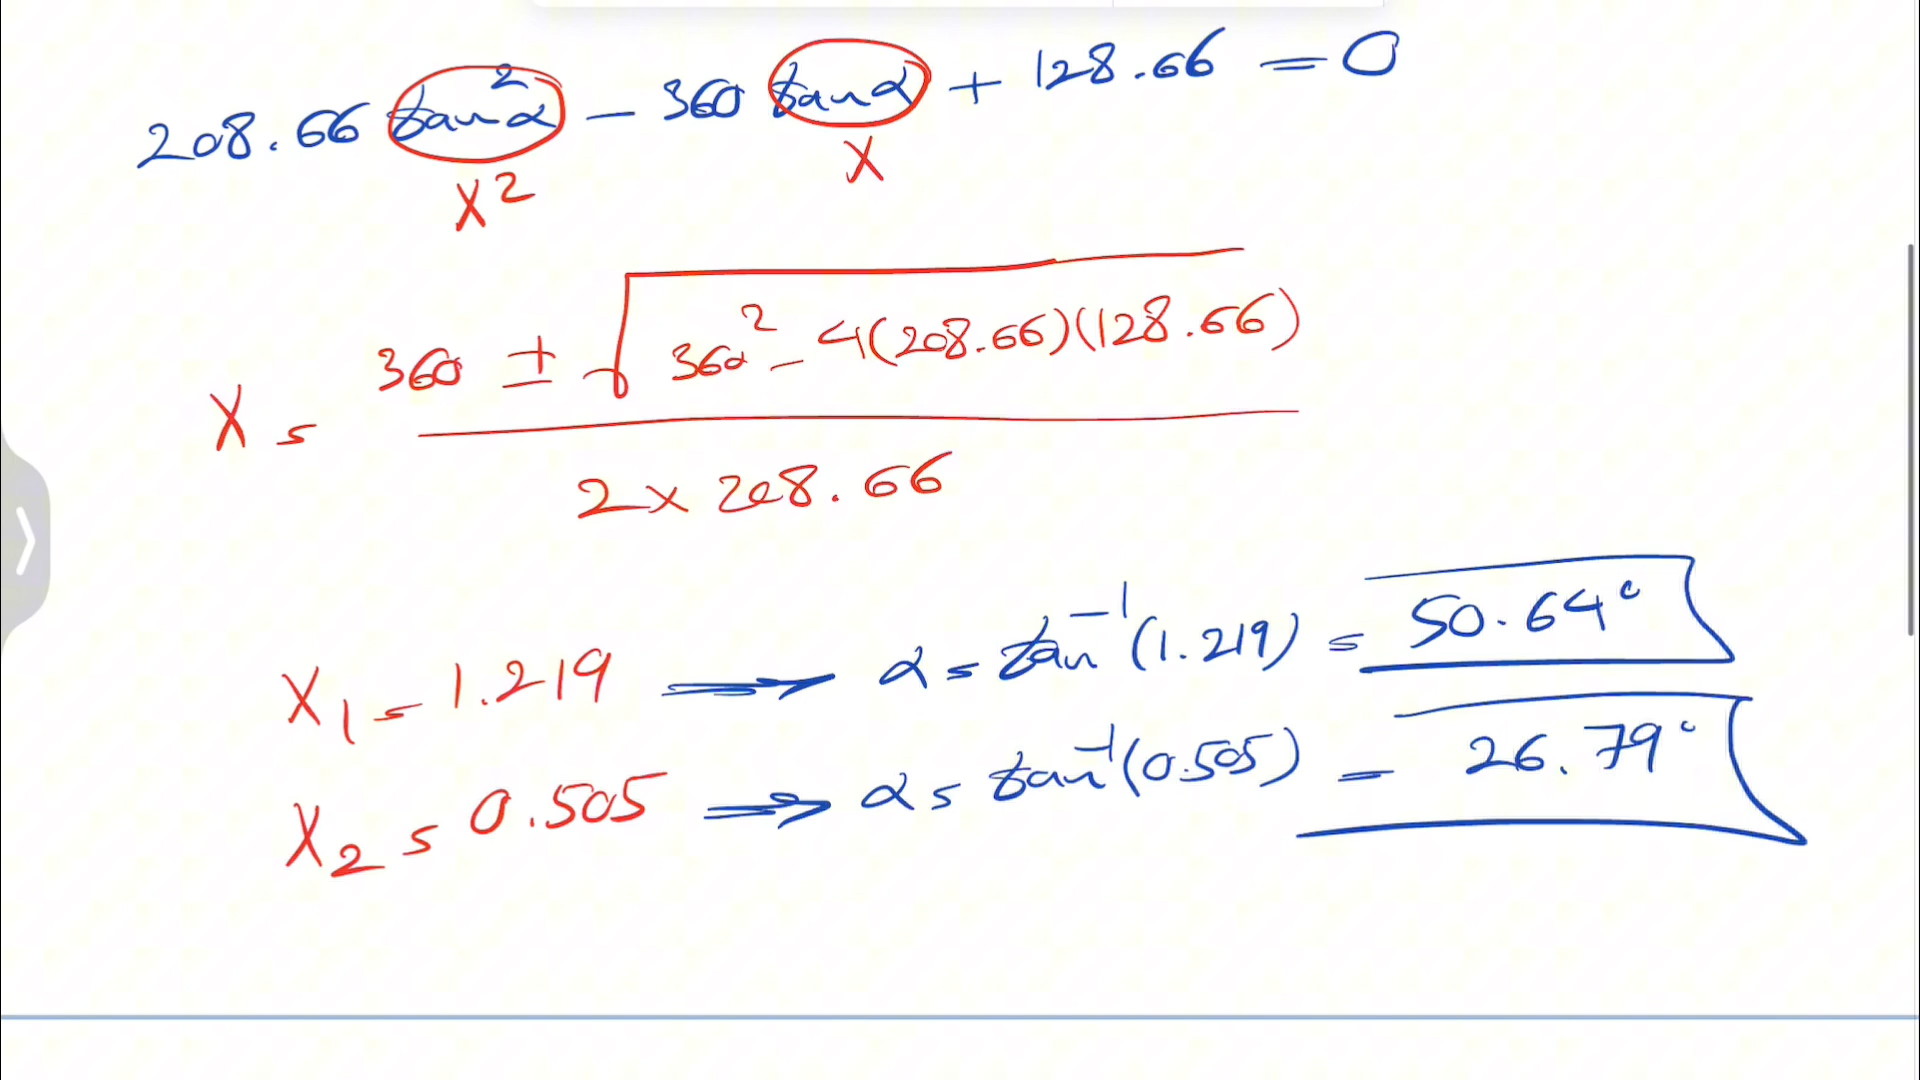 208.66 tan²α – 360 tanα + 128.66 = 0
X² X
X = 360 ± √360² – 4(208.66)(128.66)
2 × 208.66
X₁ = 1.219 ⟹ α = tan⁻¹(1.219) = 50.64°
X₂ = 0.505 ⟹ α = tan⁻¹(0.505) = 26.79°